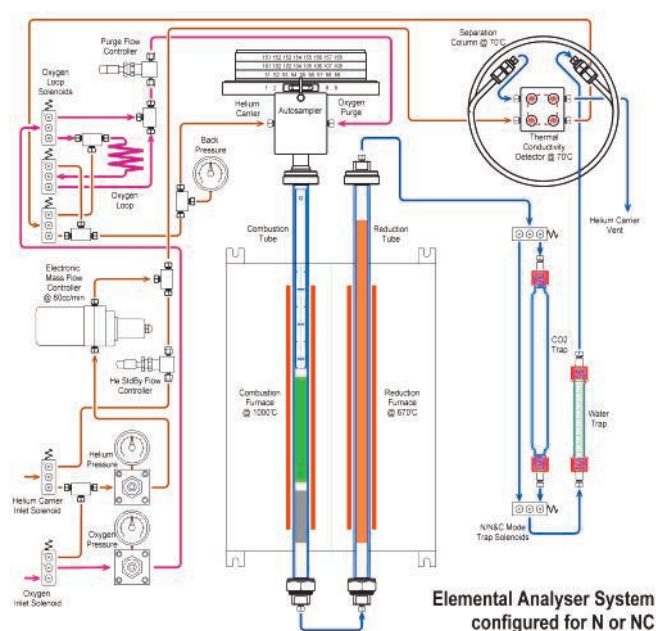 Purge Flow
Controller
Oxygen
Loop
Solenoids
Oxygen
Loop
Helium
Carrier
Autosampler
Oxygen
Purge
Back
Pressure
Separation
Column @ 70°C
Thermal
Conductivity
Detector @ 70°C
Helium Carrier
Vent
Combustion
Tube
Reduction
Tube
Electronic
Mass Flow
Controller
@ 60cc/min
He StdBy Flow
Controller
Combustion
Furnace
@ 1000°C
Reduction
Furnace
@ 670°C
CO2
Trap
Water
Trap
Helium
Pressure
Helium Carrier
Inlet Solenoid
Oxygen
Pressure
Oxygen
Inlet Solenoid
N/N&C Mode
Trap Solenoids
Elemental Analyser System
configured for N or NC